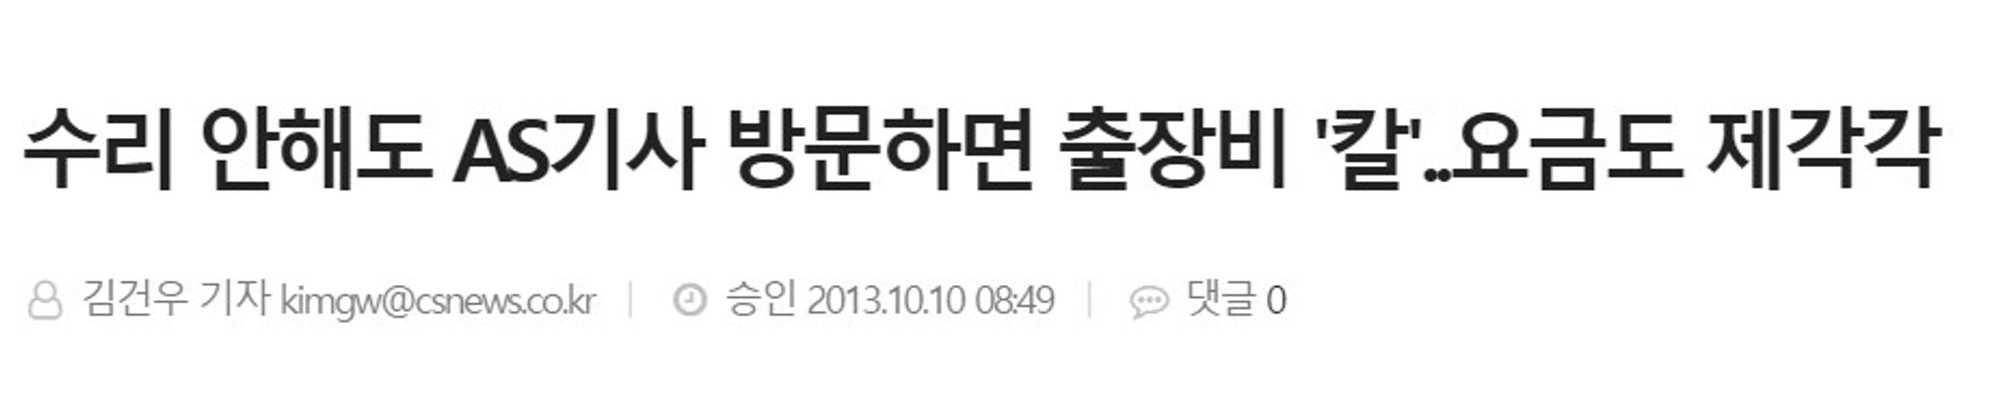 수리 안해도 AS기사 방문하면 출장비 '칼'..요금도 제각각
김건우 기자 kimgw@csnews.co.kr | 승인 2013.10.10 08:49 | 댓글 0